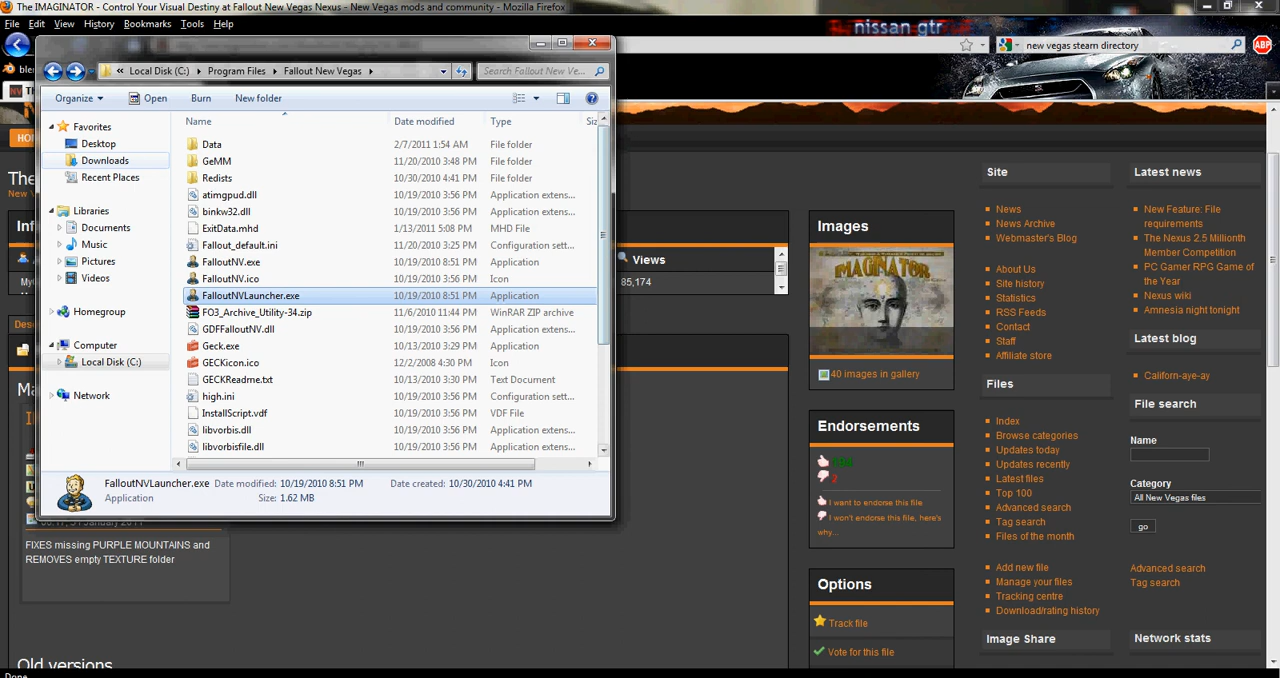 The IMAGINATOR - Control Your Visual Destiny at Fallout New Vegas Nexus - New Vegas mods and community - Mozilla Firefox
File Edit View History Bookmarks Tools Help
nissan gtr
new vegas steam directory
ABP
Local Disk (C:) Program Files Fallout New Vegas
Search Fallout New Ve...
Organize Open Burn New folder
Name Date modified Type Siz
Favorites
Desktop
Downloads
Recent Places
Libraries
Documents
Music
Pictures
Videos
Homegroup
Computer
Local Disk (C:)
Network
Data 2/7/2011 1:54 AM File folder
GeMM 11/20/2010 3:48 PM File folder
Redists 10/30/2010 4:41 PM File folder
atimgpud.dll 10/19/2010 3:56 PM Application extens...
binkw32.dll 10/19/2010 3:56 PM Application extens...
ExitData.mhd 1/13/2011 5:08 PM MHD File
Fallout_default.ini 11/20/2010 3:25 PM Configuration sett...
FalloutNV.exe 10/19/2010 8:51 PM Application
FalloutNV.ico 10/19/2010 3:56 PM Icon
FalloutNVLauncher.exe 10/19/2010 8:51 PM Application
FO3_Archive_Utility-34.zip 11/6/2010 11:44 PM WinRAR ZIP archive
GDFFalloutNV.dll 10/19/2010 3:56 PM Application extens...
Geck.exe 10/13/2010 3:29 PM Application
GECKicon.ico 12/2/2008 4:30 PM Icon
GECKReadme.txt 10/13/2010 3:30 PM Text Document
high.ini 10/19/2010 3:56 PM Configuration sett...
InstallScript.vdf 10/19/2010 3:56 PM VDF File
libvorbis.dll 10/19/2010 3:56 PM Application extens...
libvorbisfile.dll 10/19/2010 3:56 PM Application extens...
FalloutNVLauncher.exe Date modified: 10/19/2010 8:51 PM Date created: 10/30/2010 4:41 PM
Application Size: 1.62 MB
FIXES missing PURPLE MOUNTAINS and
REMOVES empty TEXTURE folder
Old versions
Views
85,174
Images
IMAGINATOR
40 images in gallery
Endorsements
2
I want to endorse this file
I won't endorse this file, here's
why...
Options
Track file
Vote for this file
Site
News
News Archive
Webmaster's Blog
About Us
Site history
Statistics
RSS Feeds
Contact
Staff
Affiliate store
Files
Index
Browse categories
Updates today
Updates recently
Latest files
Top 100
Advanced search
Tag search
Files of the month
Add new file
Manage your files
Tracking centre
Download/rating history
Image Share
Latest news
New Feature: File
requirements
The Nexus 2.5 Millionth
Member Competition
PC Gamer RPG Game of
the Year
Nexus wiki
Amnesia night tonight
Latest blog
Californ-aye-ay
File search
Name
Category
All New Vegas files
go
Advanced search
Tag search
Network stats
Done